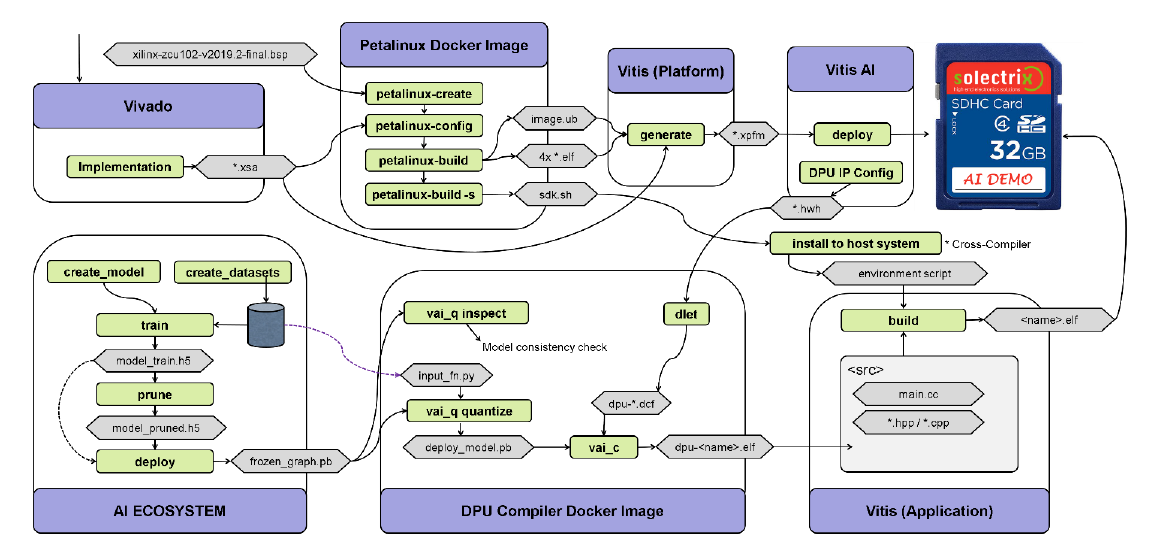 xilinx-zcu102-v2019.2-final.bsp
Vivado
Implementation
*.xsa
Petalinux Docker Image
petalinux-create
petalinux-config
petalinux-build
petalinux-build -s
image.ub
4x *.elf
sdk.sh
Vitis (Platform)
generate
*.xpfm
Vitis AI
deploy
DPU IP Config
*.hwh
solectrix
high end electronics solutions
SDHC Card
LOCK
4
SD
HC
32GB
AI DEMO
install to host system
* Cross-Compiler
environment script
create_model
create_datasets
train
model_train.h5
prune
model_pruned.h5
deploy
frozen_graph.pb
AI ECOSYSTEM
vai_q inspect
Model consistency check
input_fn.py
vai_q quantize
deploy_model.pb
dlet
dpu-*.dcf
vai_c
dpu-<name>.elf
DPU Compiler Docker Image
build
<name>.elf
<src>
main.cc
*.hpp / *.cpp
Vitis (Application)